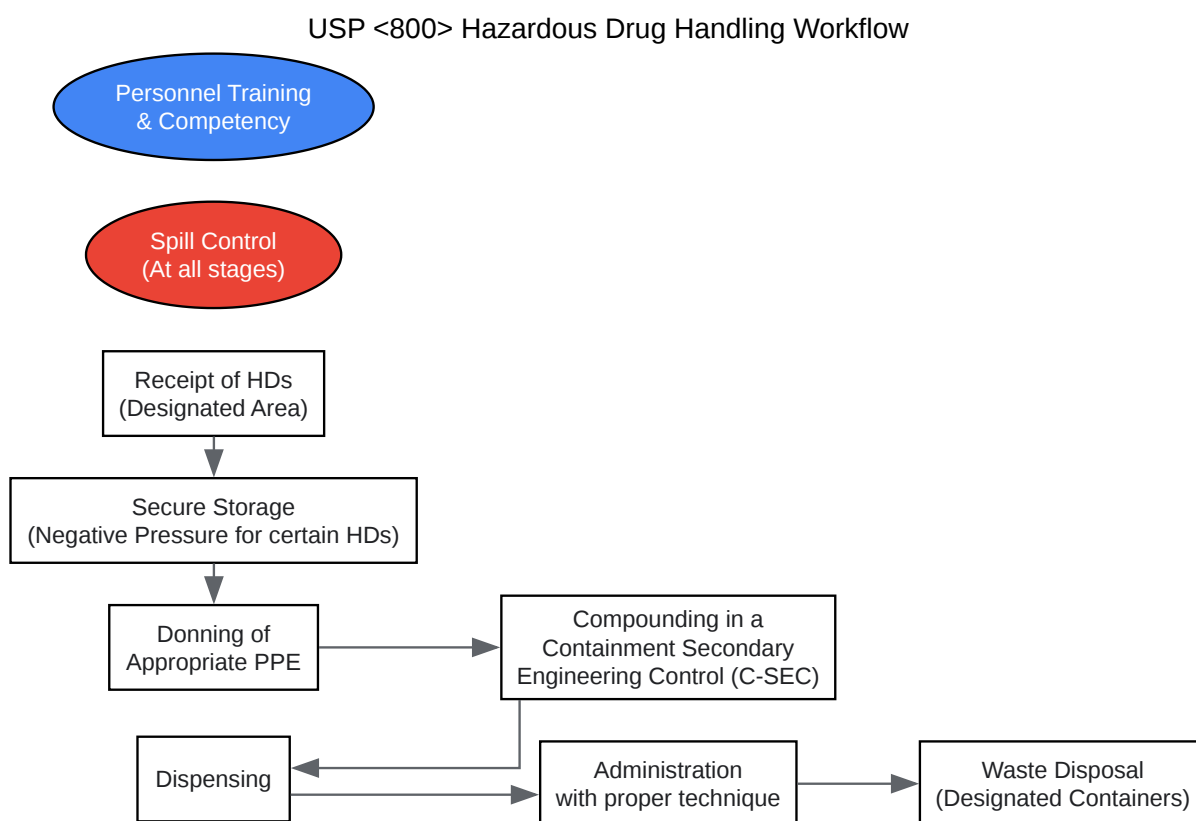 USP <800> Hazardous Drug Handling Workflow
Personnel Training
& Competency
Spill Control
(At all stages)
Receipt of HDs
(Designated Area)
Secure Storage
(Negative Pressure for certain HDs)
Donning of
Appropriate PPE
Compounding in a
Containment Secondary
Engineering Control (C-SEC)
Dispensing
Administration
with proper technique
Waste Disposal
(Designated Containers)